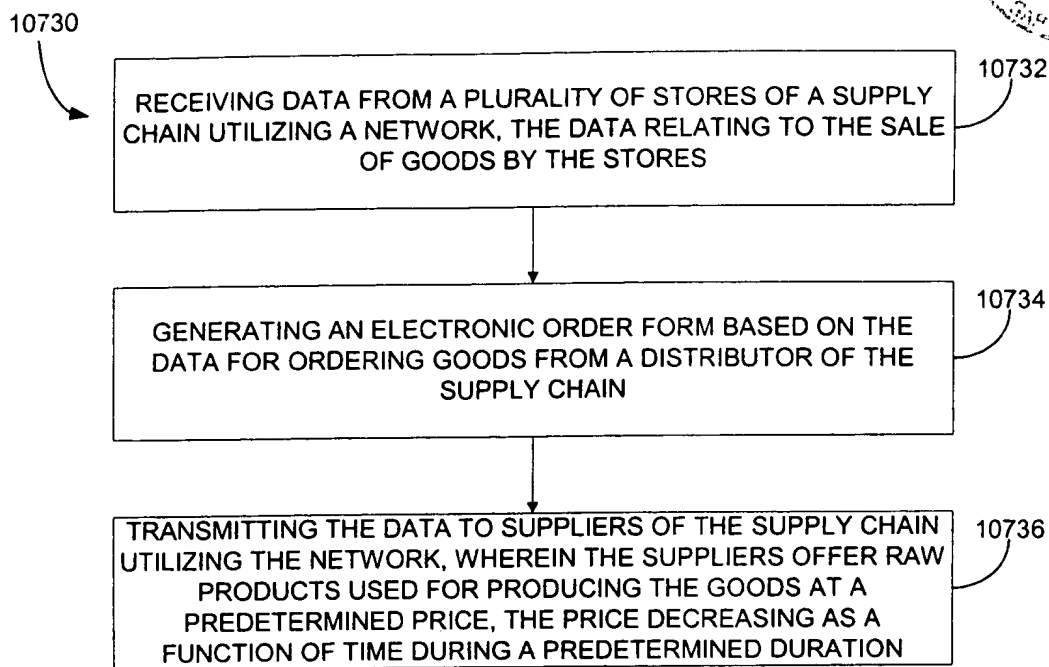 10730
10732
RECEIVING DATA FROM A PLURALITY OF STORES OF A SUPPLY
CHAIN UTILIZING A NETWORK, THE DATA RELATING TO THE SALE
OF GOODS BY THE STORES
10734
GENERATING AN ELECTRONIC ORDER FORM BASED ON THE
DATA FOR ORDERING GOODS FROM A DISTRIBUTOR OF THE
SUPPLY CHAIN
10736
TRANSMITTING THE DATA TO SUPPLIERS OF THE SUPPLY CHAIN
UTILIZING THE NETWORK, WHEREIN THE SUPPLIERS OFFER RAW
PRODUCTS USED FOR PRODUCING THE GOODS AT A
PREDETERMINED PRICE, THE PRICE DECREASING AS A
FUNCTION OF TIME DURING A PREDETERMINED DURATION